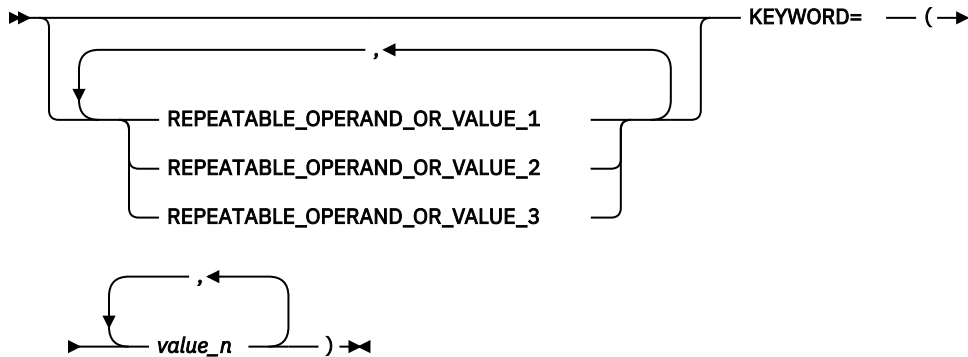 KEYWORD= (
,
REPEATABLE_OPERAND_OR_VALUE_1
REPEATABLE_OPERAND_OR_VALUE_2
REPEATABLE_OPERAND_OR_VALUE_3
,
value_n )